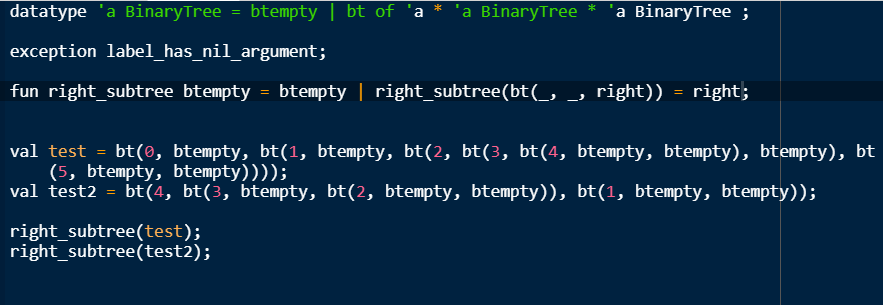 datatype 'a BinaryTree = btempty | bt of 'a * 'a BinaryTree * 'a BinaryTree ;
exception label_has_nil_argument;
fun right_subtree btempty = btempty | right_subtree(bt(_, _, right)) = right;
val test = bt(0, btempty, bt(1, btempty, bt(2, bt(3, bt(4, btempty, btempty), btempty), bt
(5, btempty, btempty))));
val test2 = bt(4, bt(3, btempty, bt(2, btempty, btempty)), bt(1, btempty, btempty));
right_subtree(test);
right_subtree(test2);